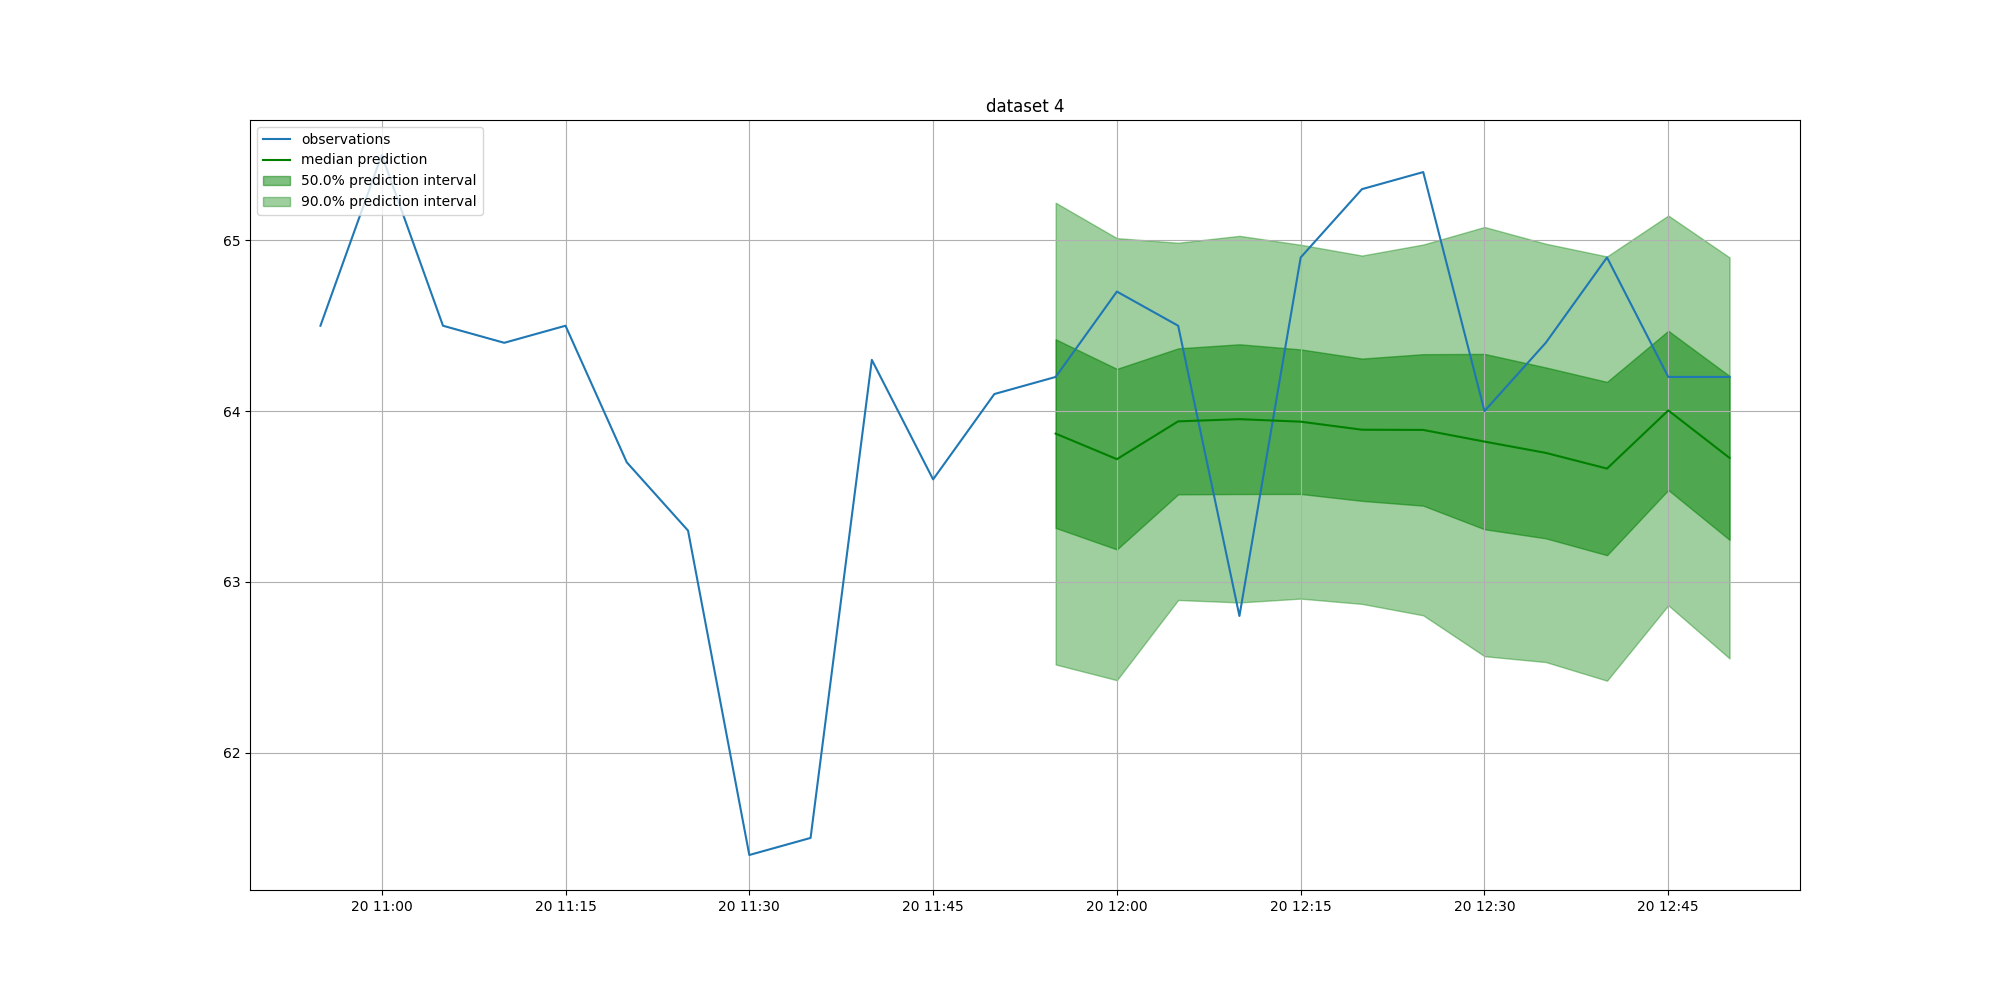 dataset 4
observations
median prediction
50.0% prediction interval
90.0% prediction interval
65
64
63
62
20 11:00 20 11:15 20 11:30 20 11:45 20 12:00 20 12:15 20 12:30 20 12:45